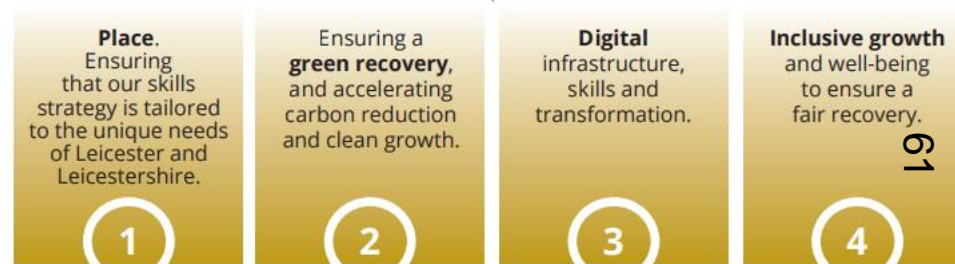 Place.
Ensuring
that our skills
strategy is tailored
to the unique needs
of Leicester and
Leicestershire.
1
Ensuring a
green recovery,
and accelerating
carbon reduction
and clean growth.
2
Digital
infrastructure,
skills and
transformation.
3
Inclusive growth
and well-being
to ensure a
fair recovery.
4
61